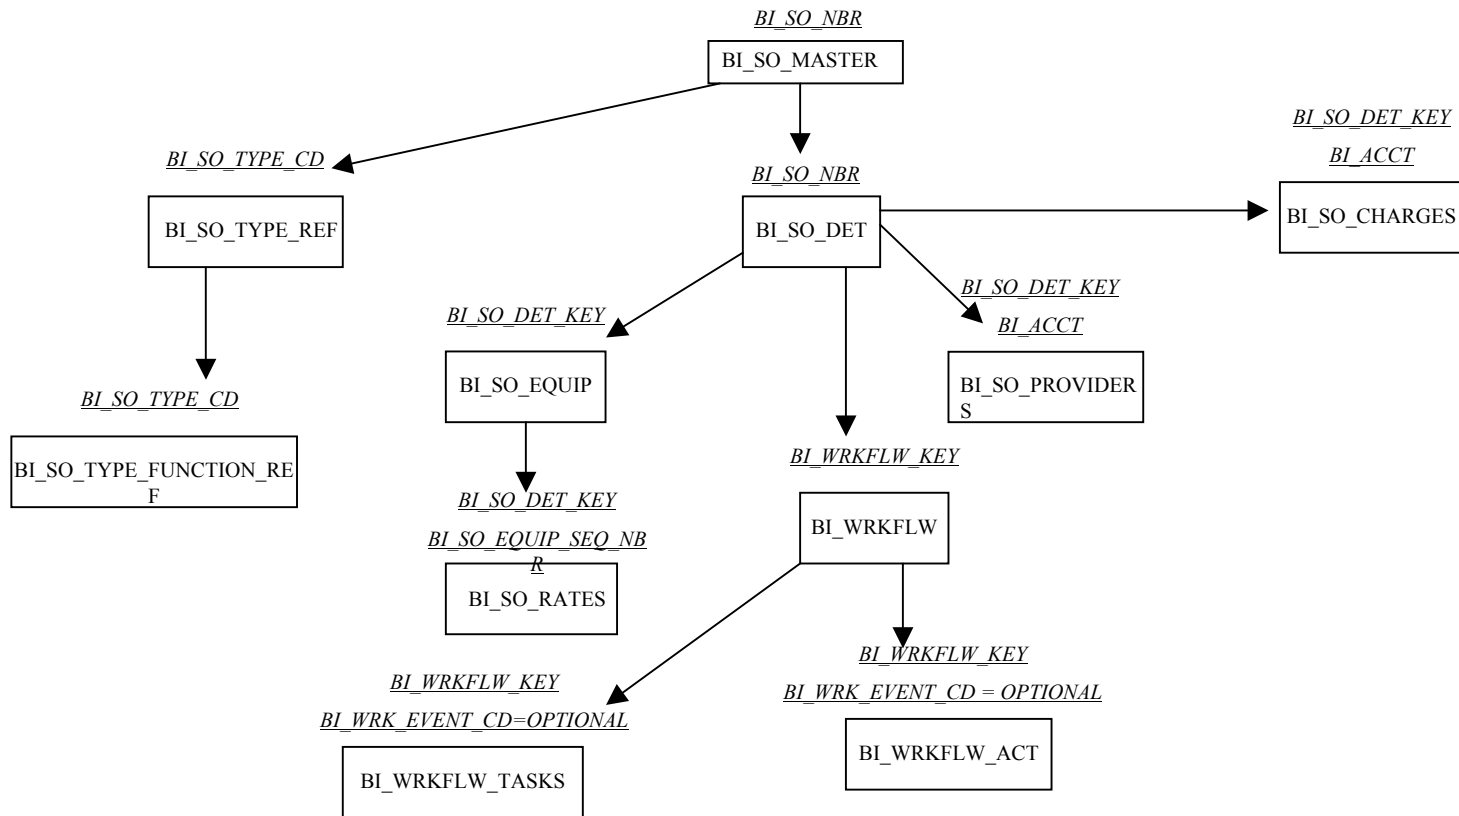 BI_SO_NBR
BI_SO_MASTER
BI_SO_DET_KEY
BI_ACCT
BI_SO_CHARGES
BI_SO_TYPE_CD
BI_SO_TYPE_REF
BI_SO_NBR
BI_SO_DET
BI_SO_DET_KEY
BI_ACCT
BI_SO_PROVIDER
S
BI_SO_DET_KEY
BI_SO_EQUIP
BI_SO_TYPE_CD
BI_SO_TYPE_FUNCTION_RE
F
BI_WRKFLW_KEY
BI_WRKFLW
BI_SO_DET_KEY
BI_SO_EQUIP_SEQ_NB
R
BI_SO_RATES
BI_WRKFLW_KEY
BI_WRK_EVENT_CD = OPTIONAL
BI_WRKFLW_ACT
BI_WRKFLW_KEY
BI_WRK_EVENT_CD=OPTIONAL
BI_WRKFLW_TASKS